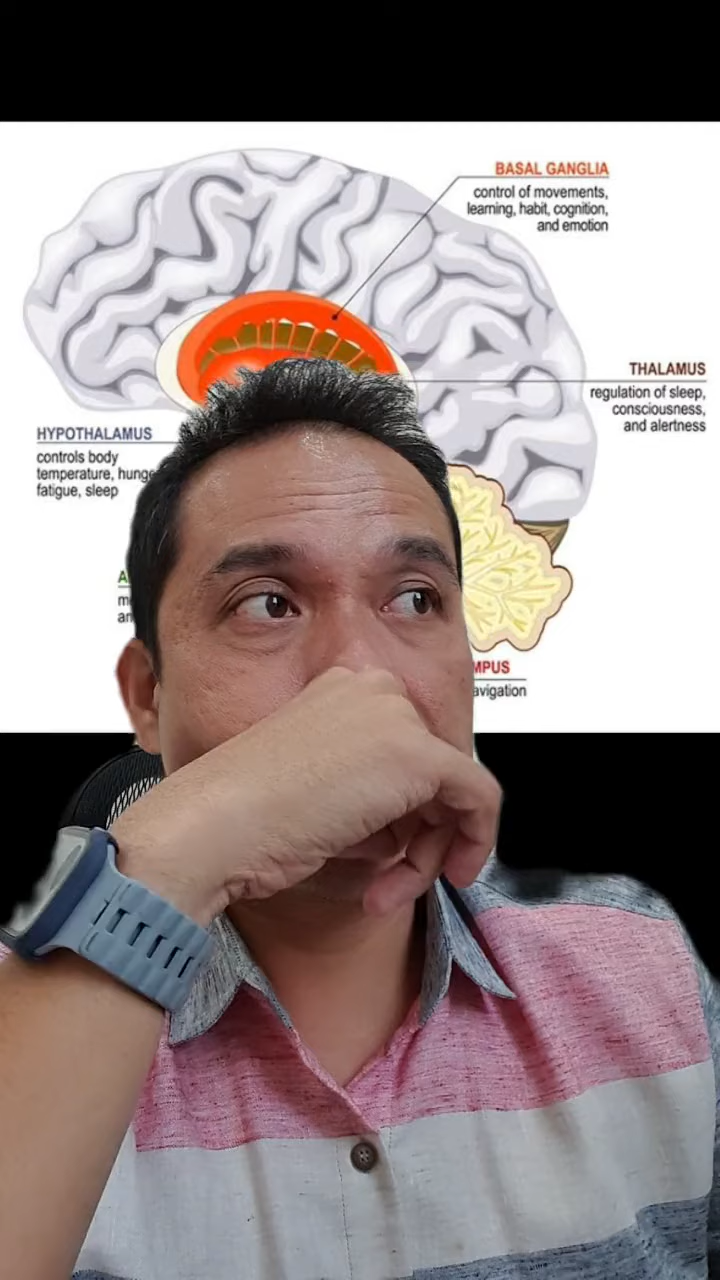 BASAL GANGLIA
control of movements,
learning, habit, cognition,
and emotion
THALAMUS
regulation of sleep,
consciousness,
and alertness
HYPOTHALAMUS
controls body
temperature,
fatigue, sleep